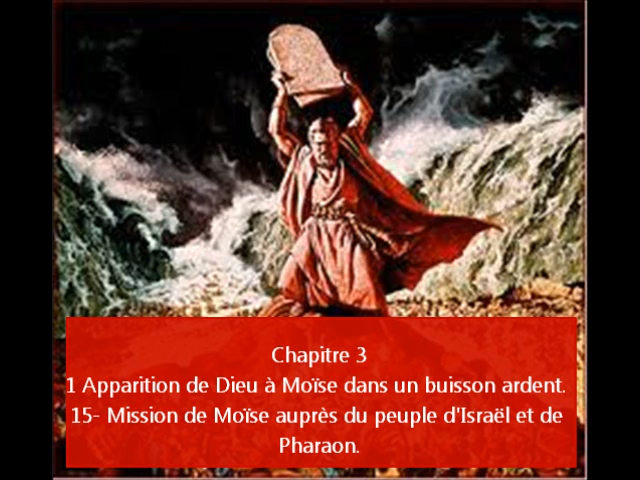 Chapitre 3
1 Apparition de Dieu à Moïse dans un buisson ardent.
15- Mission de Moïse auprès du peuple d'Israël et de
Pharaon.